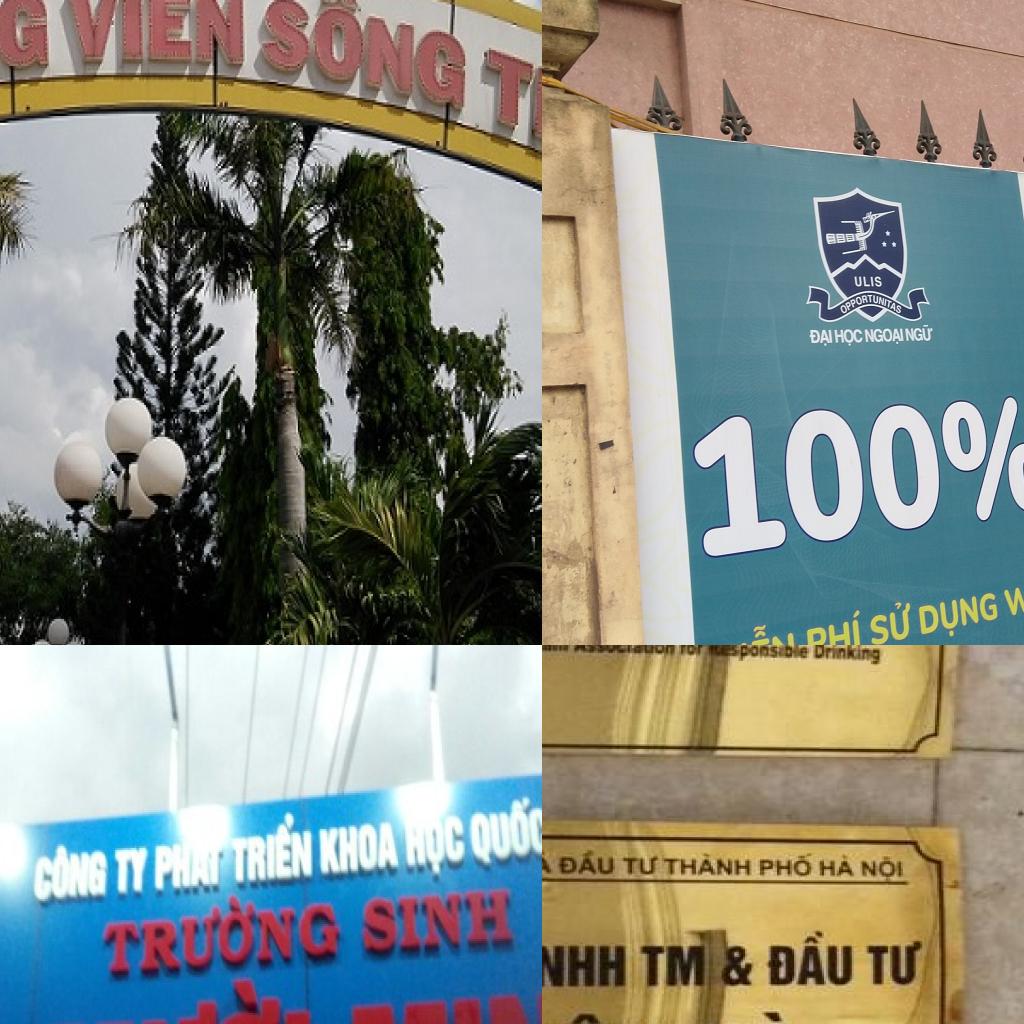 VIÊN SÔNG
ULIS
OPPORTUNITAS
ĐẠI HỌC NGOẠI NGỮ
100%
PHÍ SỬ DỤNG
CÔNG TY PHÁT TRIỂN KHOA HỌC QUỐC
TRƯỜNG SINH
Association for Responsible Drinking
ĐẦU TƯ THÀNH PHỐ HÀ NỘI
NHH TM & ĐẦU TƯ